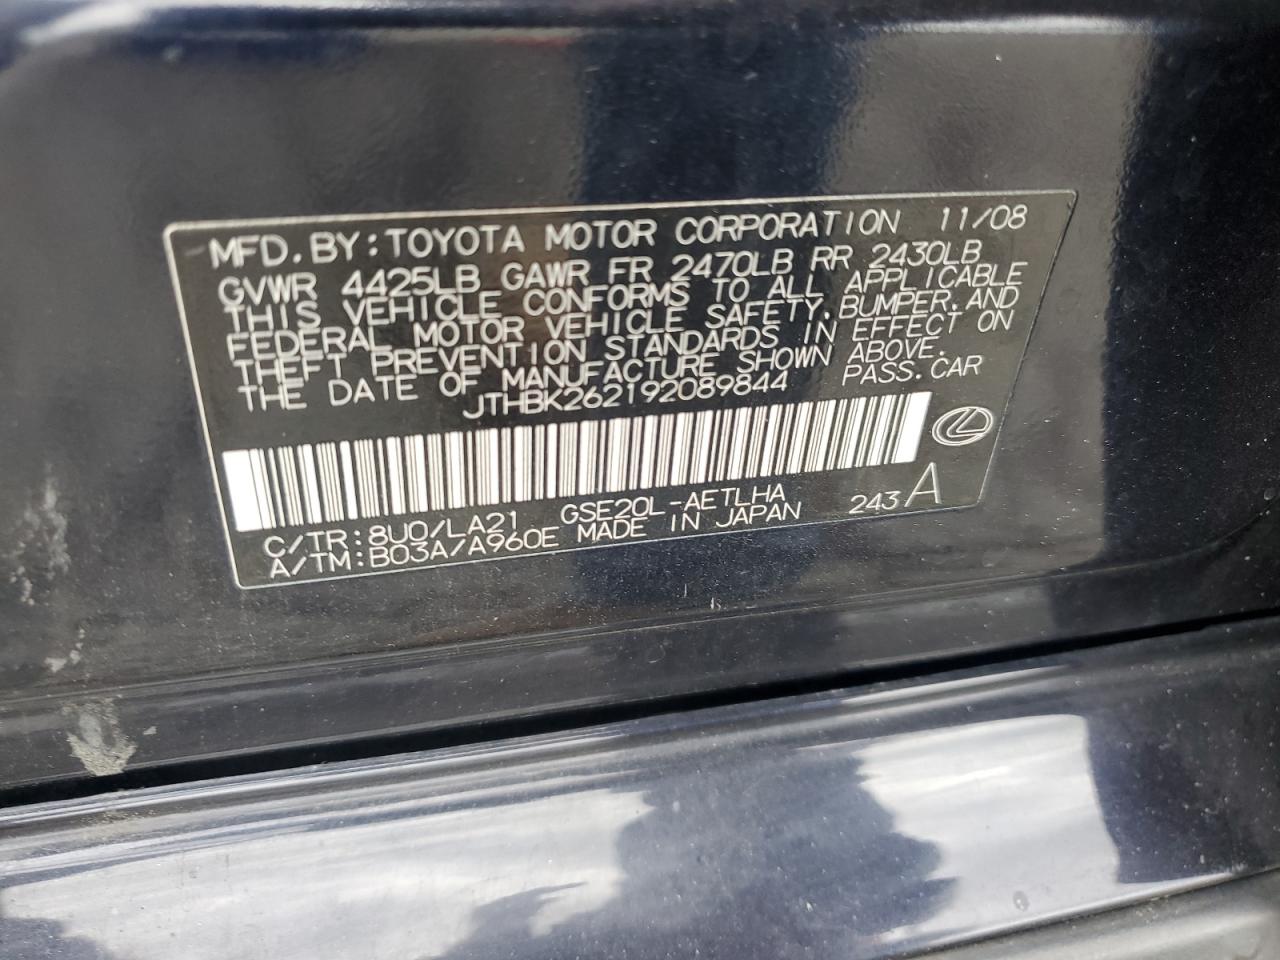 MFD. BY: TOYOTA MOTOR CORPORATION 11/08
GVWR 4425LB GAWR FR 2470LB RR 2430LB
THIS VEHICLE CONFORMS TO ALL APPLICABLE
FEDERAL MOTOR VEHICLE SAFETY, BUMPER, AND
THEFT PREVENTION STANDARDS IN EFFECT ON
THE DATE OF MANUFACTURE SHOWN ABOVE.
JTHBK262192089844 PASS. CAR
C/TR: 8U0/LA21 GSE20L-AETLHA 243 A
A/TM: B03A/A960E MADE IN JAPAN